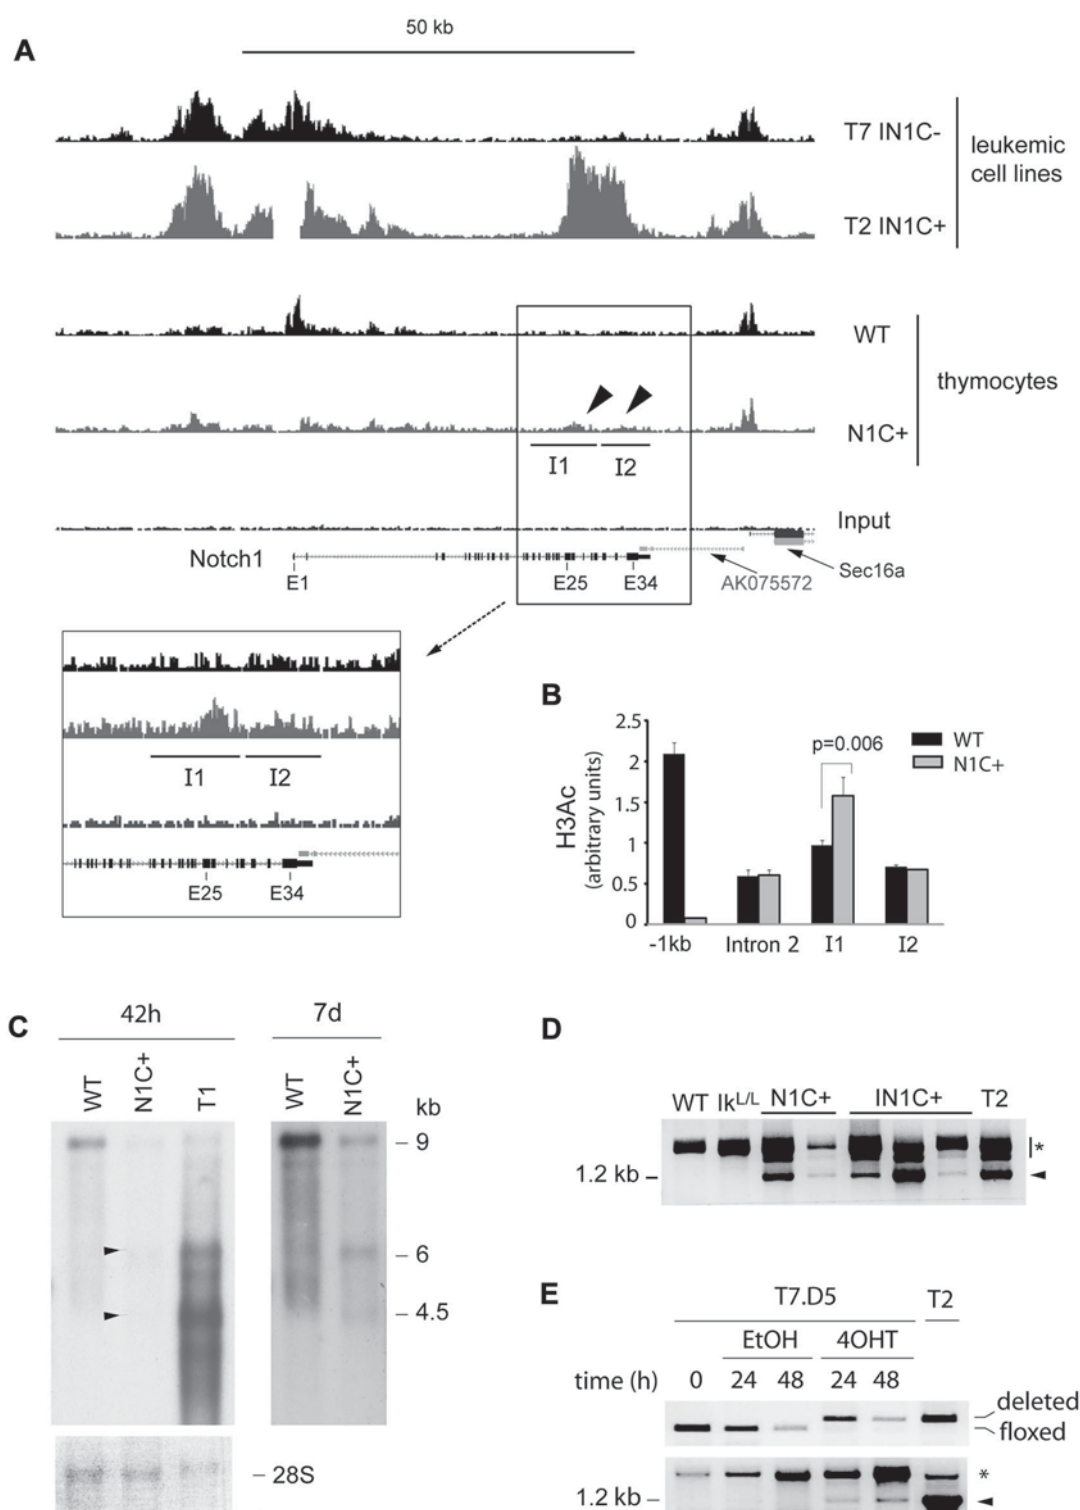 A
50 kb
T7 IN1C-
T2 IN1C+
leukemic
cell lines
WT
N1C+
thymocytes
I1 I2
Input
Notch1
E1 E25 E34
AK075572
Sec16a
I1 I2
E25 E34
B
H3Ac
(arbitrary units)
2.5
2
1.5
1
0.5
0
p=0.006
WT
N1C+
-1kb Intron 2 I1 I2
C
42h 7d
WT N1C+ T1 WT N1C+
kb
– 9
– 6
– 4.5
– 28S
D
WT Ik^L/L N1C+ IN1C+ T2
*
1.2 kb –
E
T7.D5 T2
EtOH 4OHT
time (h) 0 24 48 24 48
deleted
floxed
*
1.2 kb –